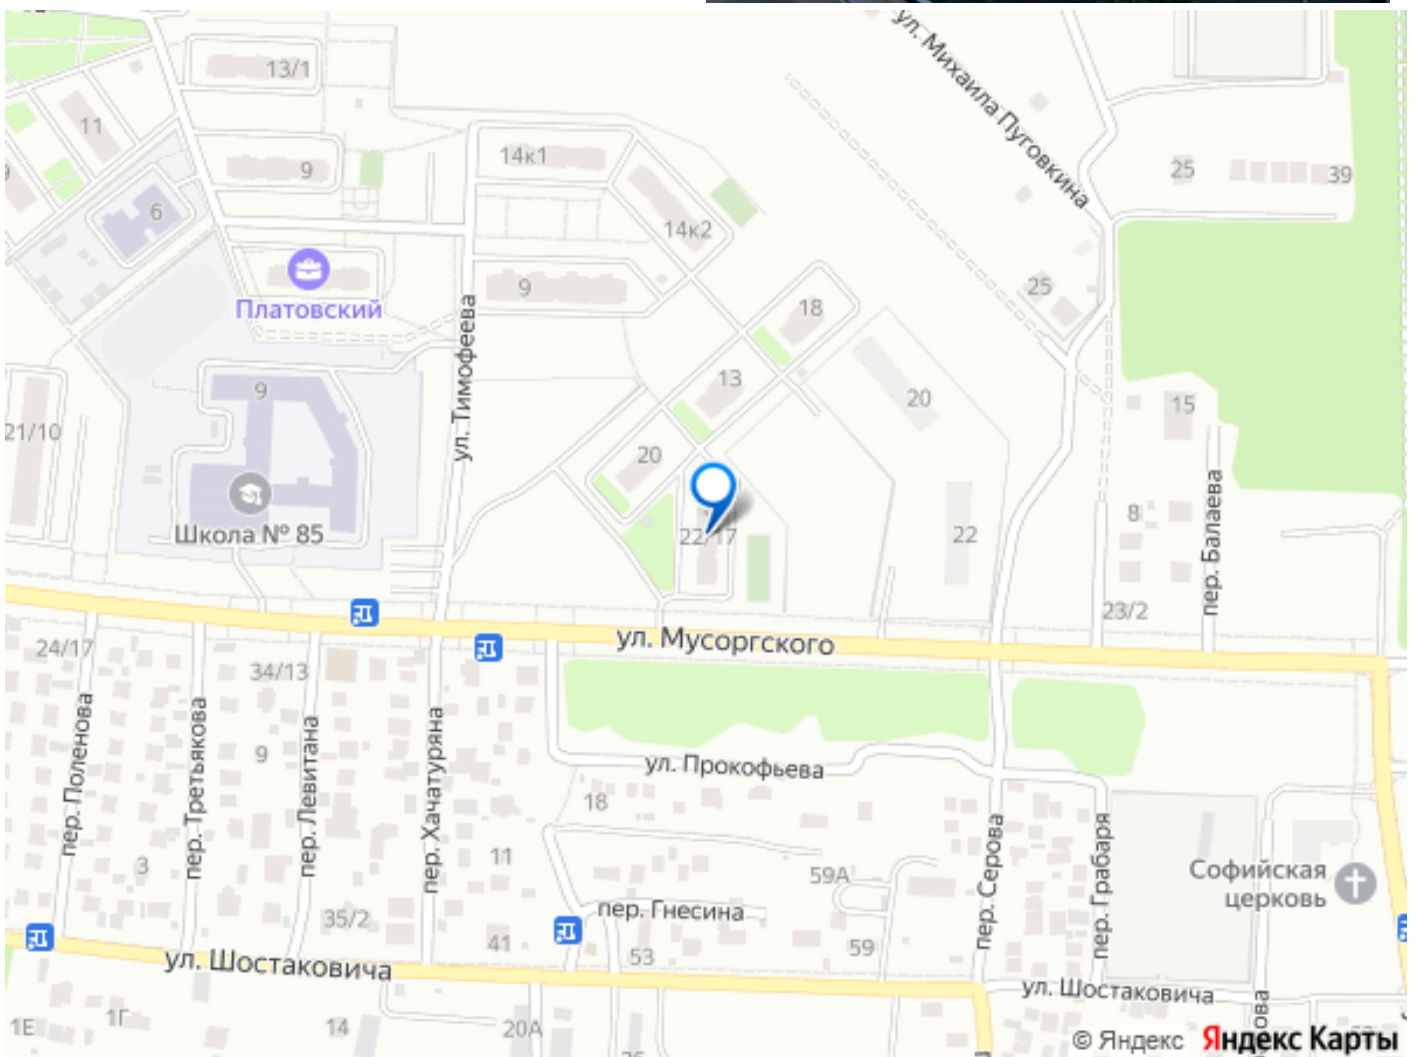 ул. Михаила Пуговкина
13/1
11
14к1
9
25
39
6
14к2
Платовский
9
25
18
ул. Тимофеева
13
20
15
9
21/10
20
Школа № 85
22/17
22
8
пер. Балаева
23/2
ул. Мусоргского
24/17
34/13
пер. Поленова
пер. Третьякова
9
пер. Левитана
пер. Хачатуряна
ул. Прокофьева
18
3
11
59А
пер. Серова
пер. Грабаря
Софийская
церковь
35/2
пер. Гнесина
41
53
59
ул. Шостаковича
ул. Шостаковича
1Е
1Г
14
20А
© Яндекс Яндекс Карты